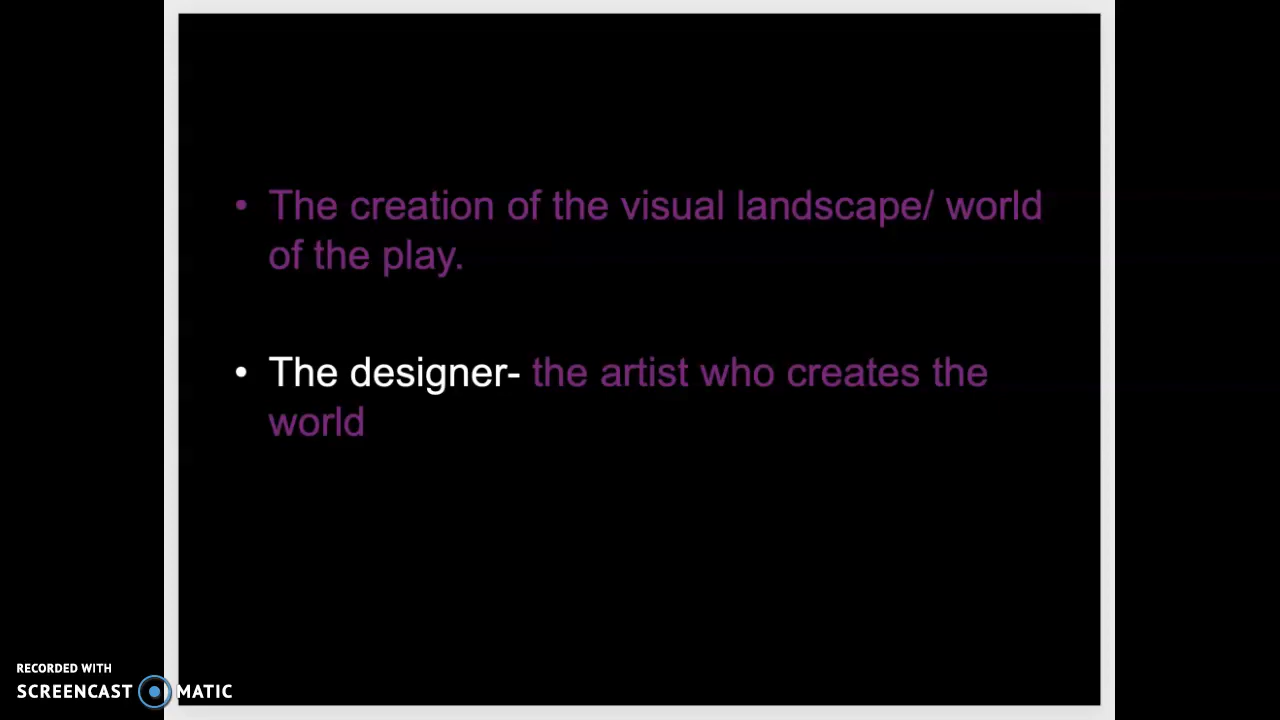 • The creation of the visual landscape/ world
of the play.
• The designer- the artist who creates the
world
RECORDED WITH
SCREENCAST MATIC